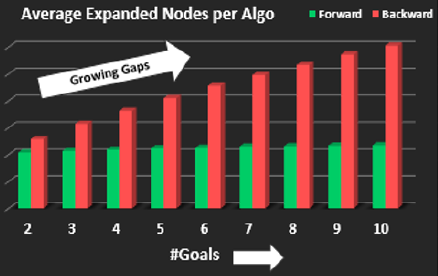 Average Expanded Nodes per Algo
Forward Backward
Growing Gaps
2 3 4 5 6 7 8 9 10
#Goals